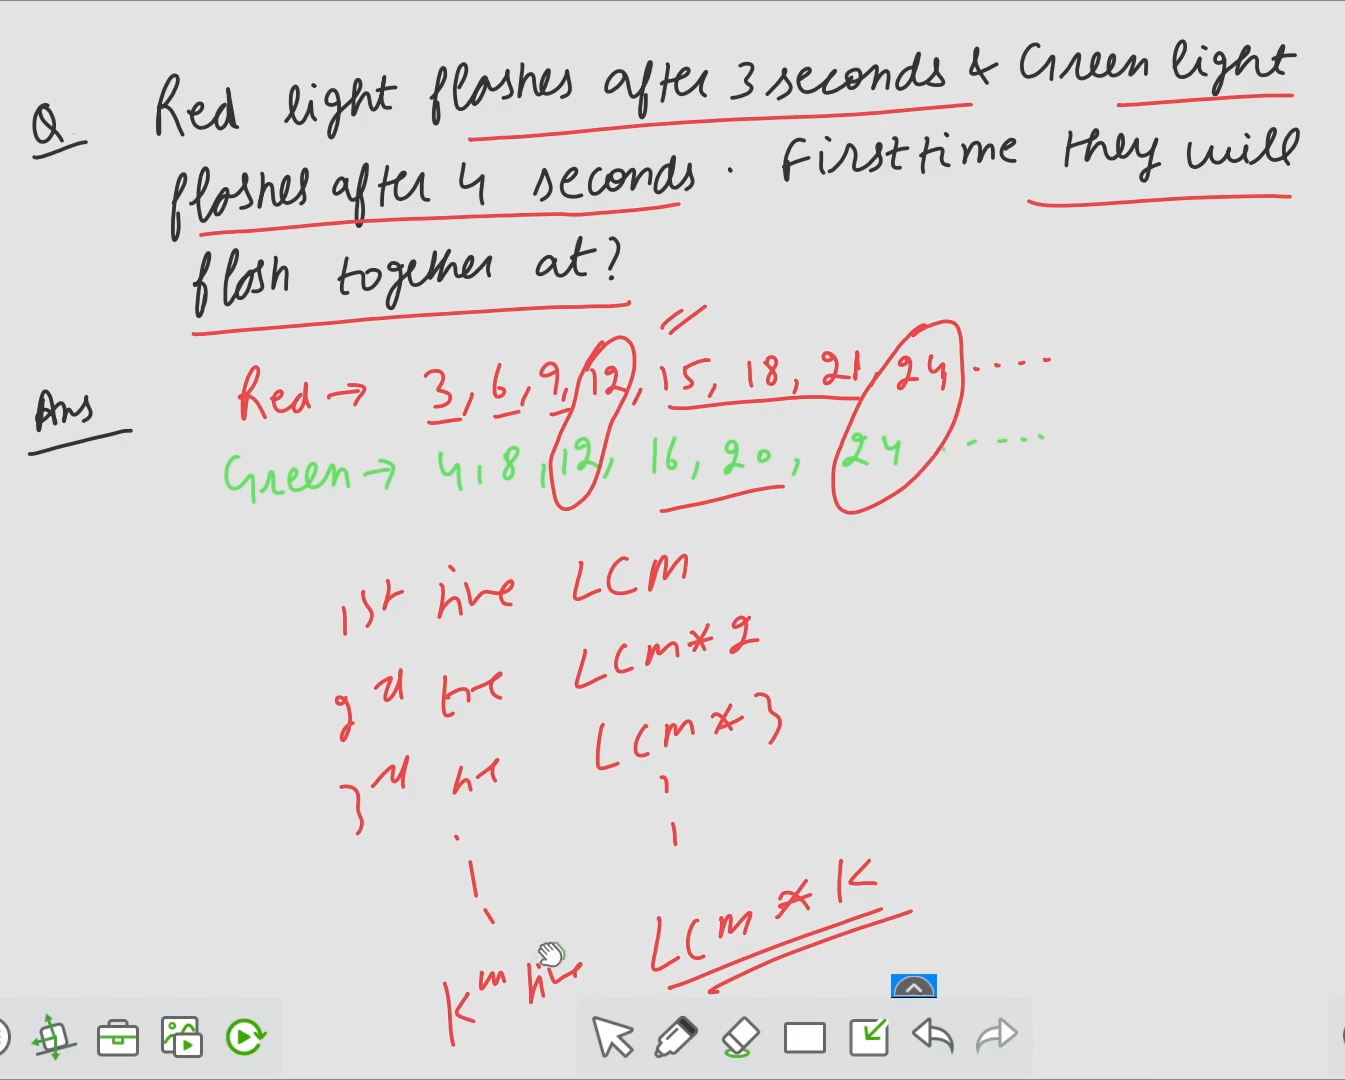 Q. Red light flashes after 3 seconds & Green light
flashes after 4 seconds. First time they will
flash together at?
Ans Red → 3, 6, 9, 12, 15, 18, 21, 24 .....
Green → 4, 8, 12, 16, 20, 24 .....
1st time LCM
2nd time LCM * 2
3rd time LCM * 3
Kth time LCM * K